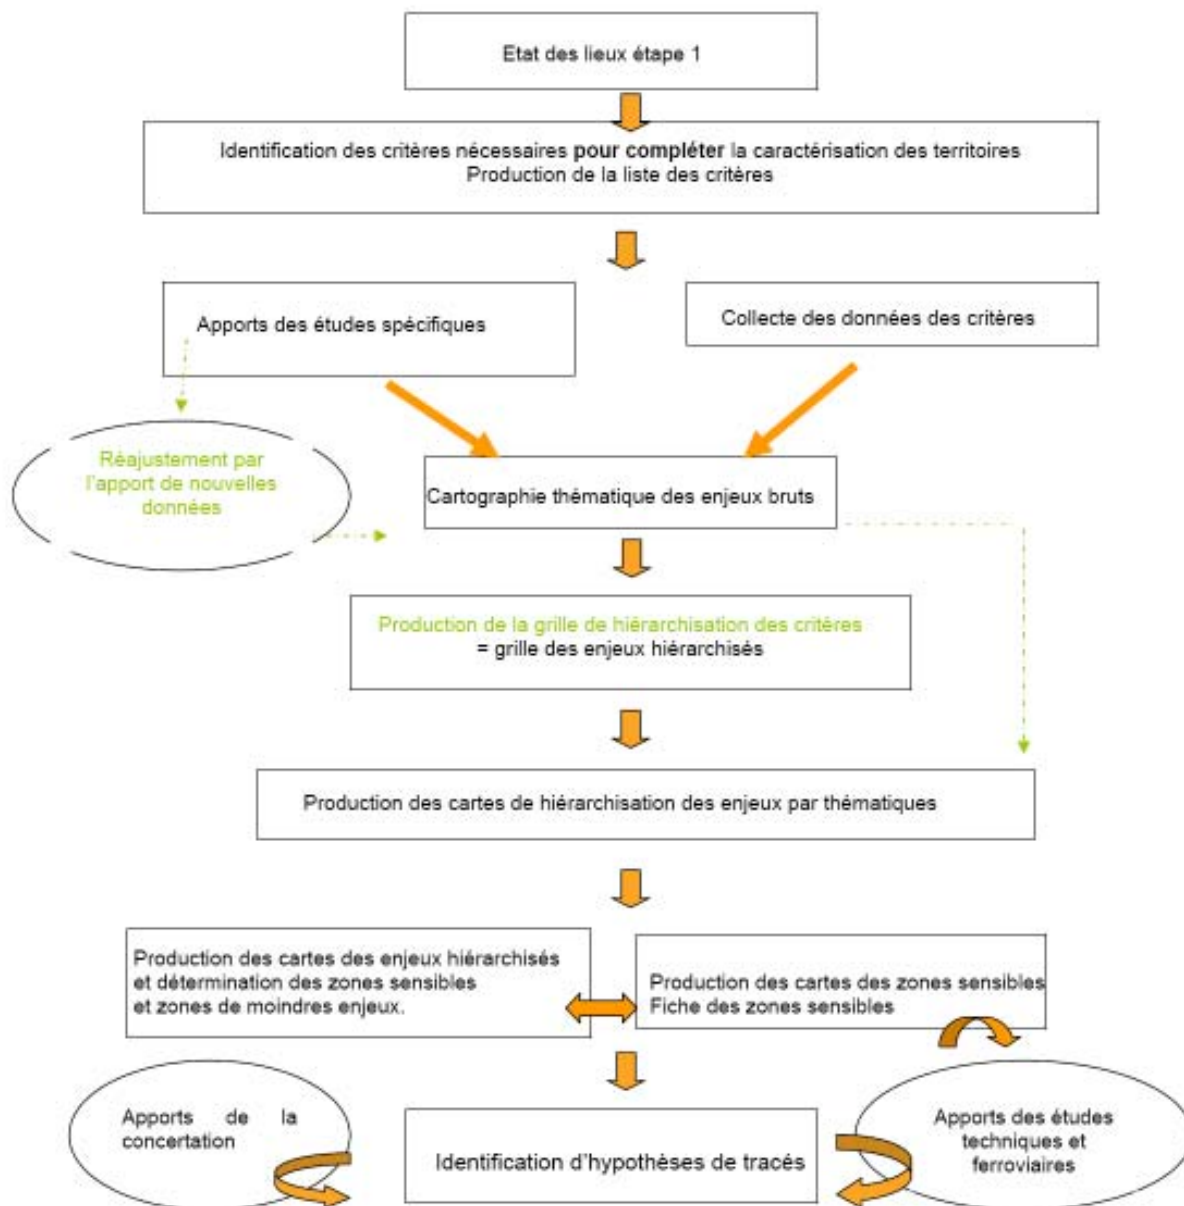 Etat des lieux étape 1
Identification des critères nécessaires pour compléter la caractérisation des territoires
Production de la liste des critères
Apports des études spécifiques
Collecte des données des critères
Réajustement par
l'apport de nouvelles
données
Cartographie thématique des enjeux bruts
Production de la grille de hiérarchisation des critères
= grille des enjeux hiérarchisés
Production des cartes de hiérarchisation des enjeux par thématiques
Production des cartes des enjeux hiérarchisés
et détermination des zones sensibles
et zones de moindres enjeux.
Production des cartes des zones sensibles
Fiche des zones sensibles
Apports de la
concertation
Identification d'hypothèses de tracés
Apports des études
techniques et
ferroviaires